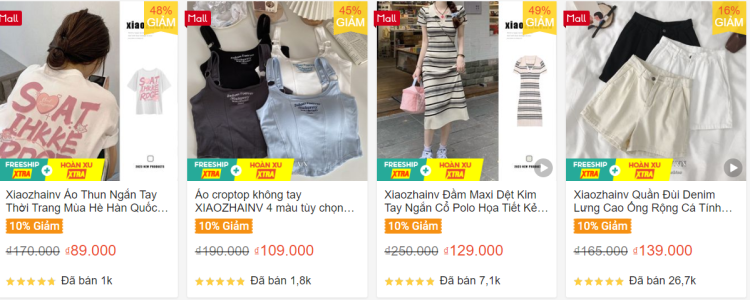 Mall
48%
GIẢM
xiao
SOAT
IHKKE
RDGE
FREESHIP
XTRA
+
HOÀN XU
XTRA
Xiaozhainv Áo Thun Ngắn Tay
Thời Trang Mùa Hè Hàn Quốc...
10% Giảm
₫170.000 ₫89.000
Đã bán 1k
Mall
45%
GIẢM
FREESHIP
XTRA
+
HOÀN XU
XTRA
Áo croptop không tay
XIAOZHAINV 4 màu tùy chọn...
10% Giảm
₫190.000 ₫109.000
Đã bán 1,8k
Mall
49%
GIẢM
xiaoz
FREESHIP
XTRA
+
HOÀN XU
XTRA
Xiaozhainv Đầm Maxi Dệt Kim
Tay Ngắn Cổ Polo Họa Tiết Kẻ...
10% Giảm
₫250.000 ₫129.000
Đã bán 7,1k
Mall
16%
GIẢM
FREESHIP
XTRA
+
HOÀN XU
XTRA
Xiaozhainv Quần Đùi Denim
Lưng Cao Ống Rộng Cá Tính...
10% Giảm
₫165.000 ₫139.000
Đã bán 26,7k